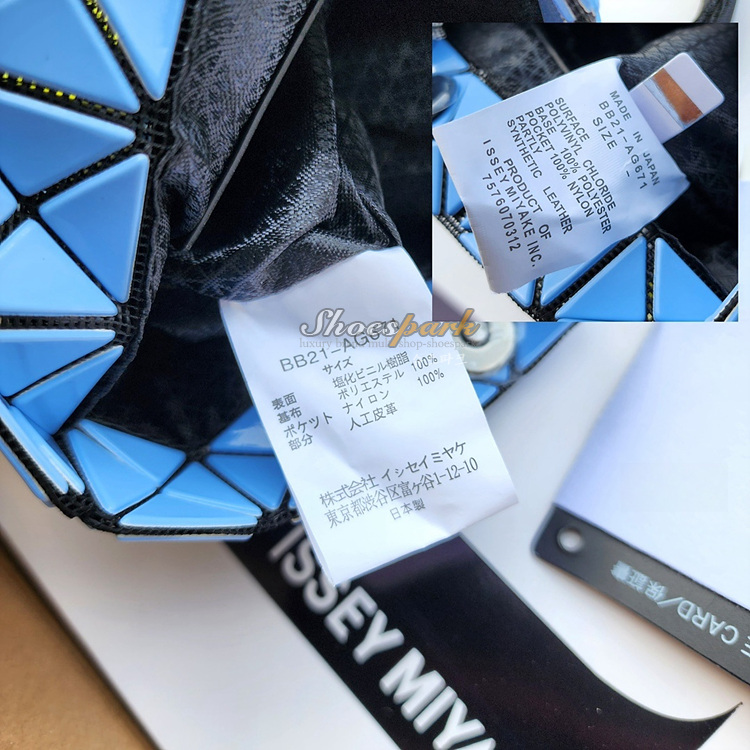 MADE IN JAPAN
BB21-AG671
SIZE -
SURFACE
POLYVINYL CHLORIDE
BASE 100% POLYESTER
POCKET 100% NYLON
PARTLY
SYNTHETIC LEATHER
PRODUCT OF
ISSEY MIYAKE INC.
7576070312
Shoespark
BB21-AG
サイズ
表面 塩化ビニル樹脂
基布 ポリエステル 100%
ポケット ナイロン 100%
部分 人工皮革
株式会社 イシセイミヤケ
東京都渋谷区富ヶ谷1-12-10
日本製
ISSEY MIYA
E CARD/保証書